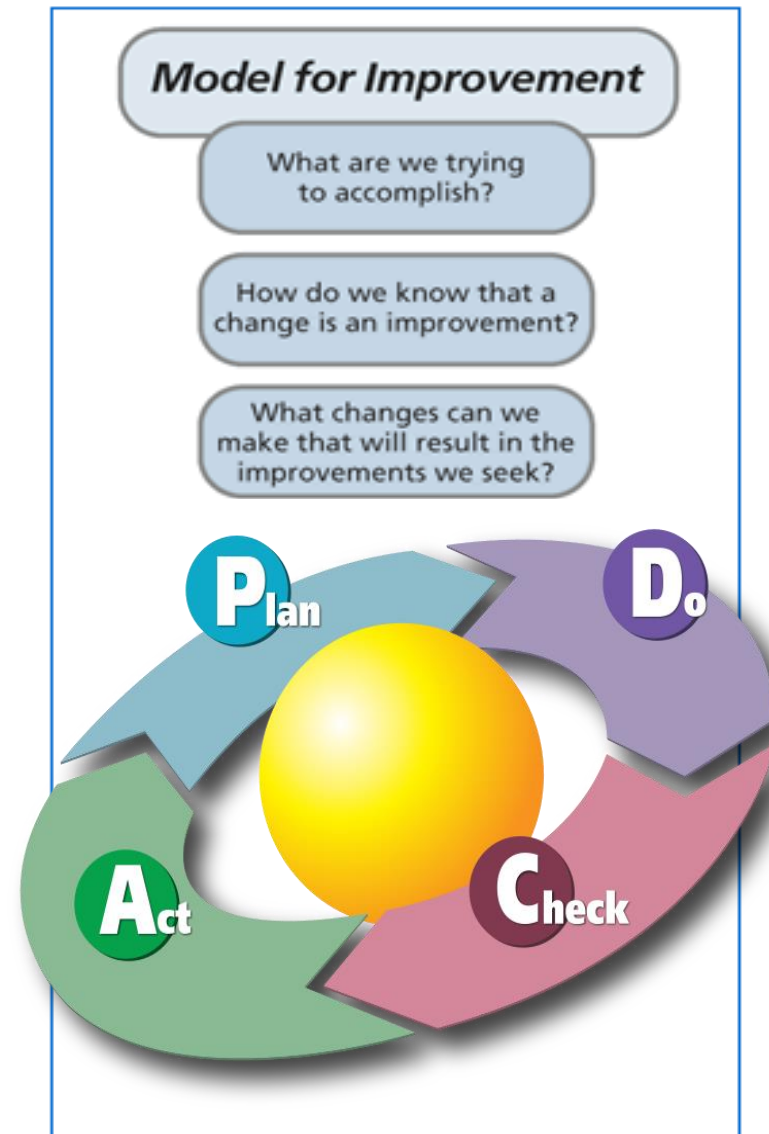 Model for Improvement
What are we trying
to accomplish?
How do we know that a
change is an improvement?
What changes can we
make that will result in the
improvements we seek?
Plan
Do
Act
Check